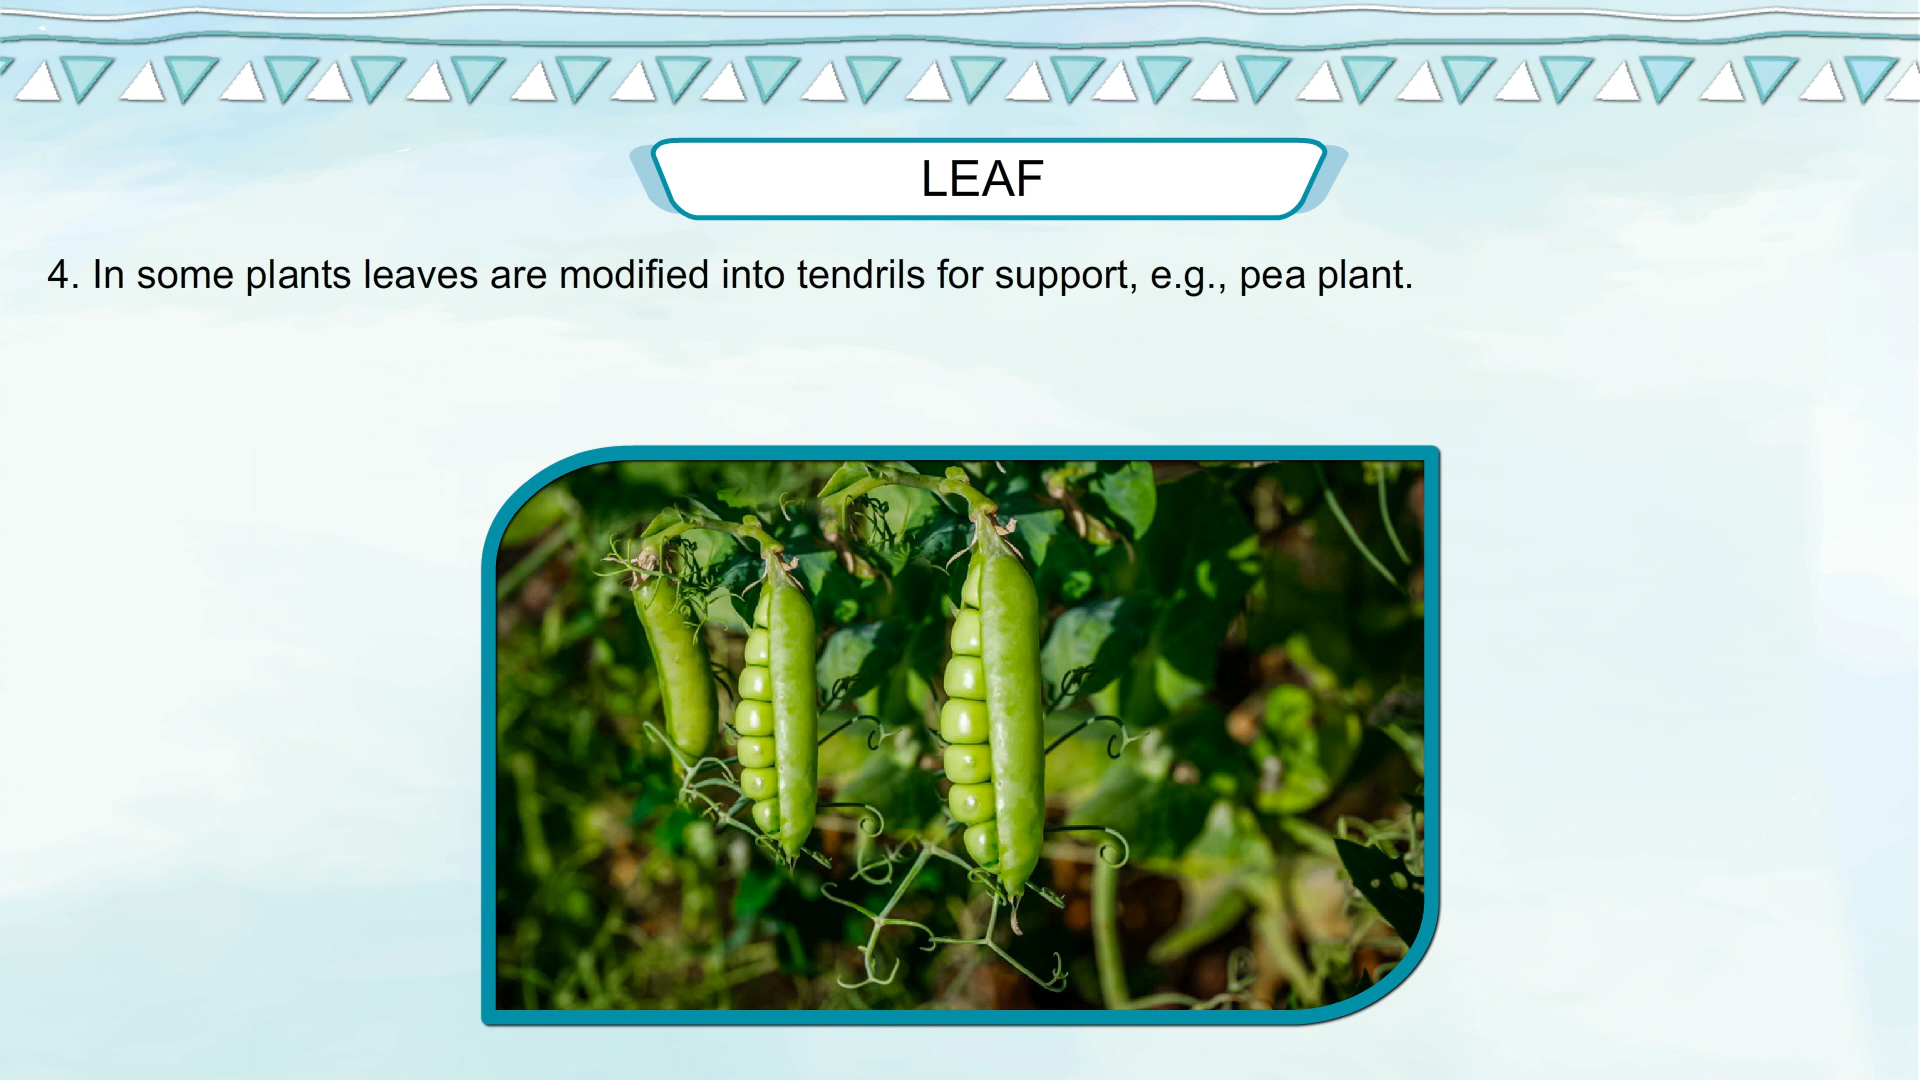 LEAF
4. In some plants leaves are modified into tendrils for support, e.g., pea plant.